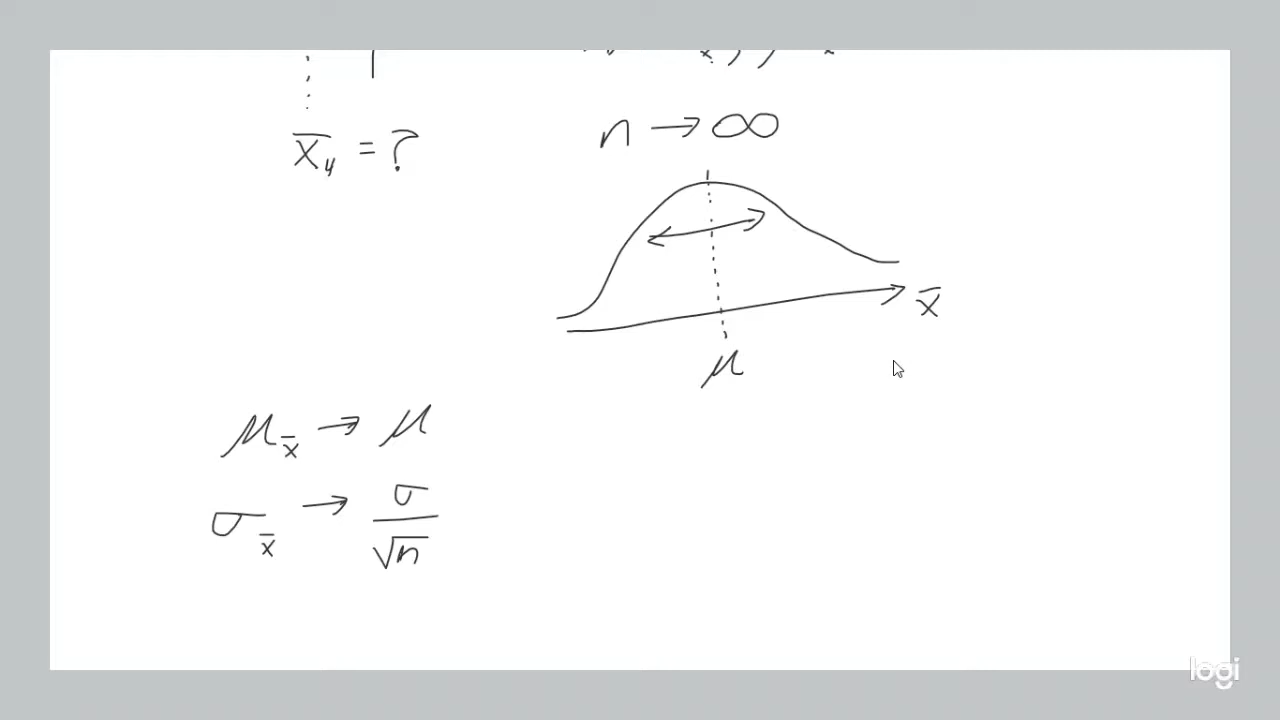 n → ∞
x̄₄ = ?
x̄
μ
μ_x̄ → μ
σ_x̄ → σ/√n
logi